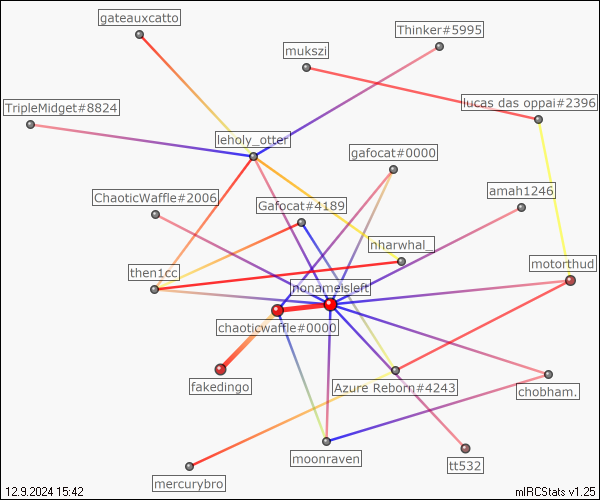 gateauxcatto
Thinker#5995
mukszi
TripleMidget#8824
lucas das oppai#2396
leholy_otter
gafocat#0000
ChaoticWaffle#2006
amah1246
Gafocat#4189
nharwhal_
then1cc
motorthud
nonameisleft
chaoticwaffle#0000
fakedingo
Azure Reborn#4243
chobham.
moonraven
tt532
mercurybro
12.9.2024 15:42
mIRCStats v1.25